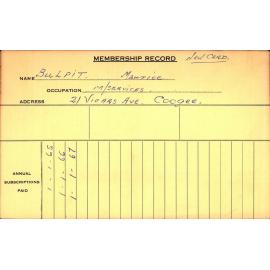 MEMBERSHIP RECORD NEW CARD.
NAME BULPIT. Maurice
OCCUPATION M/SERVICES
ADDRESS 21 VICARS AVE. COOGEE.
ANNUAL SUBSCRIPTIONS PAID
1-1-65
1-1-66
1-1-67